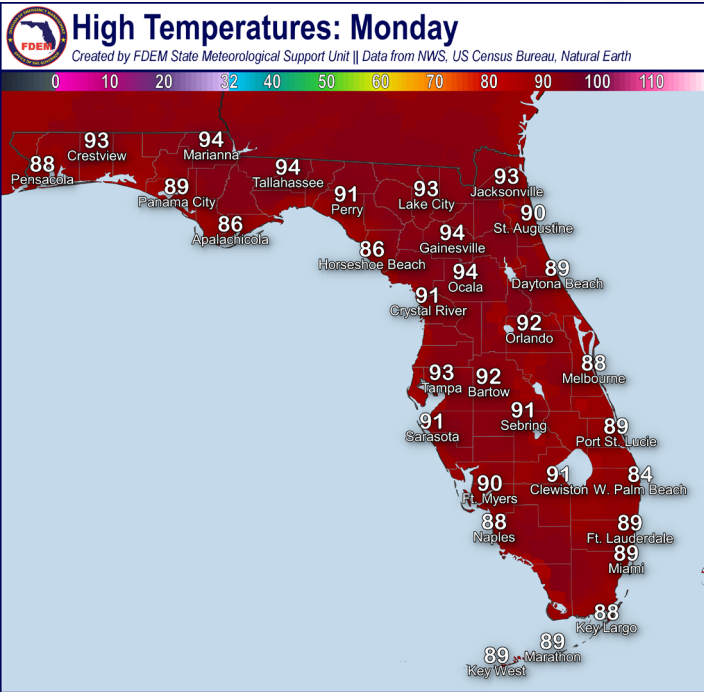 High Temperatures: Monday
Created by FDEM State Meteorological Support Unit || Data from NWS, US Census Bureau, Natural Earth
FDEM
0 10 20 32 40 50 60 70 80 90 100 110
93
Crestview
94
Marianna
88
Pensacola
94
Tallahassee
89
Panama City
91
Perry
93
Lake City
93
Jacksonville
86
Apalachicola
90
St. Augustine
94
Gainesville
86
Horseshoe Beach
94
Ocala
89
Daytona Beach
91
Crystal River
92
Orlando
88
Melbourne
93
Tampa
92
Bartow
91
Sebring
91
Sarasota
89
Port St. Lucie
90
Ft. Myers
91
Clewiston
84
W. Palm Beach
88
Naples
89
Ft. Lauderdale
89
Miami
88
Key Largo
89
Marathon
89
Key West